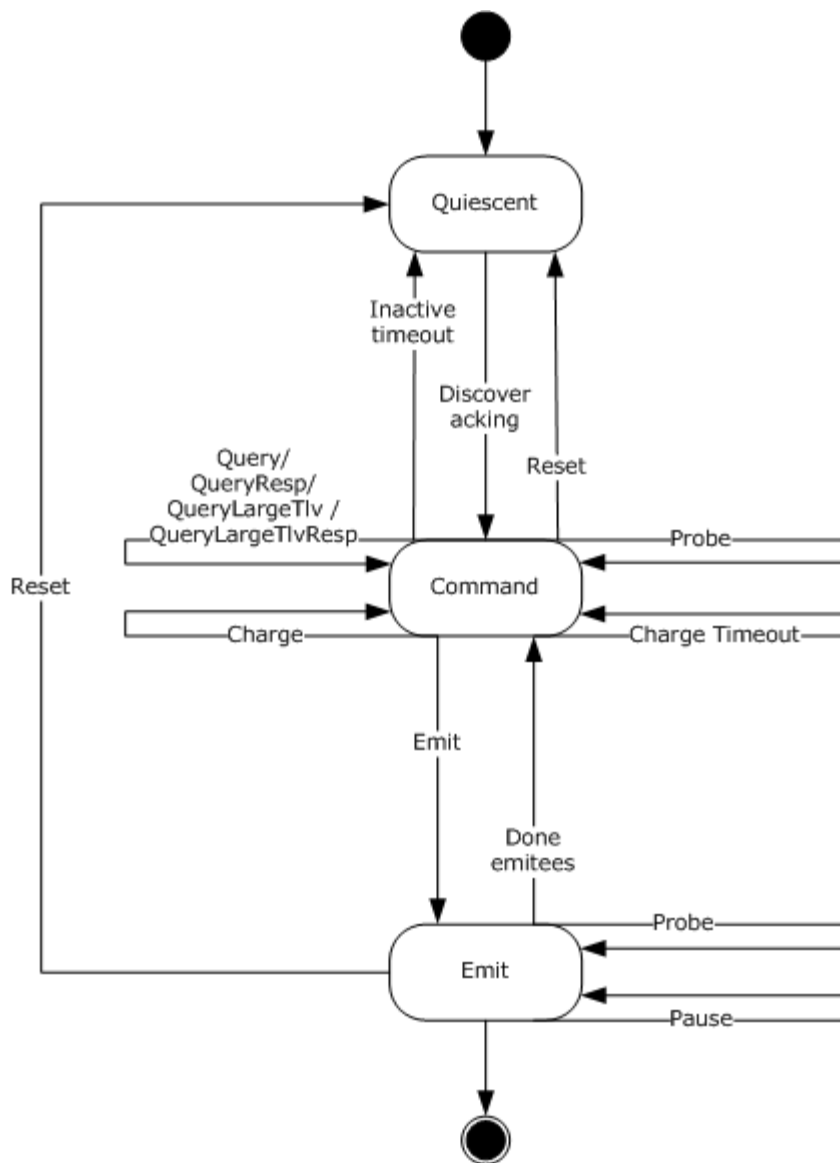 Quiescent
Inactive
timeout
Discover
acking
Reset
Query/
QueryResp/
QueryLargeTlv /
QueryLargeTlvResp
Probe
Reset
Command
Charge
Charge Timeout
Emit
Done
emitees
Probe
Emit
Pause